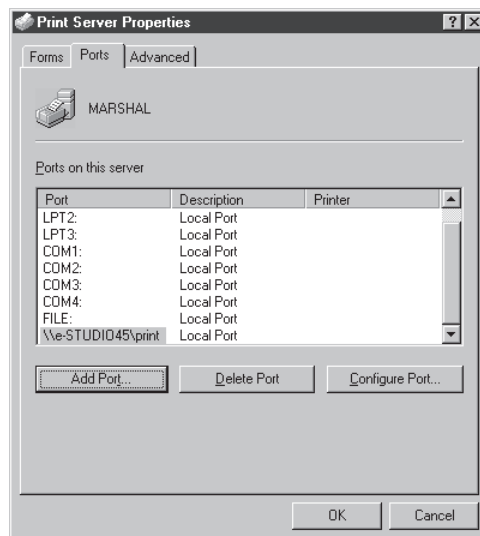 Print Server Properties
Forms Ports Advanced
MARSHAL
Ports on this server
Port Description Printer
LPT2: Local Port
LPT3: Local Port
COM1: Local Port
COM2: Local Port
COM3: Local Port
COM4: Local Port
FILE: Local Port
\\e-STUDIO45\print Local Port
Add Port... Delete Port Configure Port...
OK Cancel